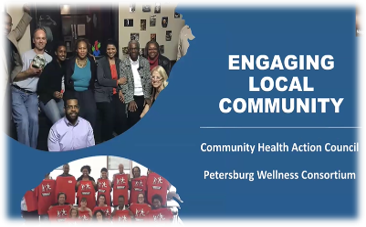 ENGAGING
LOCAL
COMMUNITY
Community Health Action Council
Petersburg Wellness Consortium